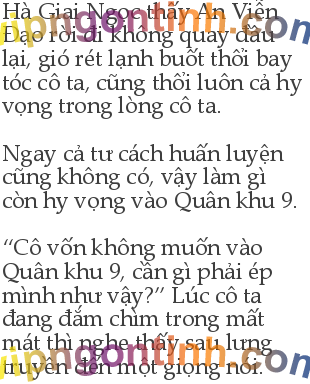 Hà Giai Ngọc thấy An Viễn
Đạo rời đi không quay đầu
lại, gió rét lạnh buốt thổi bay
tóc cô ta, cũng thổi luôn cả hy
vọng trong lòng cô ta.
Ngay cả tư cách huấn luyện
cũng không có, vậy làm gì
còn hy vọng vào Quân khu 9.
“Cô vốn không muốn vào
Quân khu 9, cần gì phải ép
mình như vậy?” Lúc cô ta
đang đắm chìm trong mất
mát thì nghe thấy sau lưng
truyền đến một giọng nói.